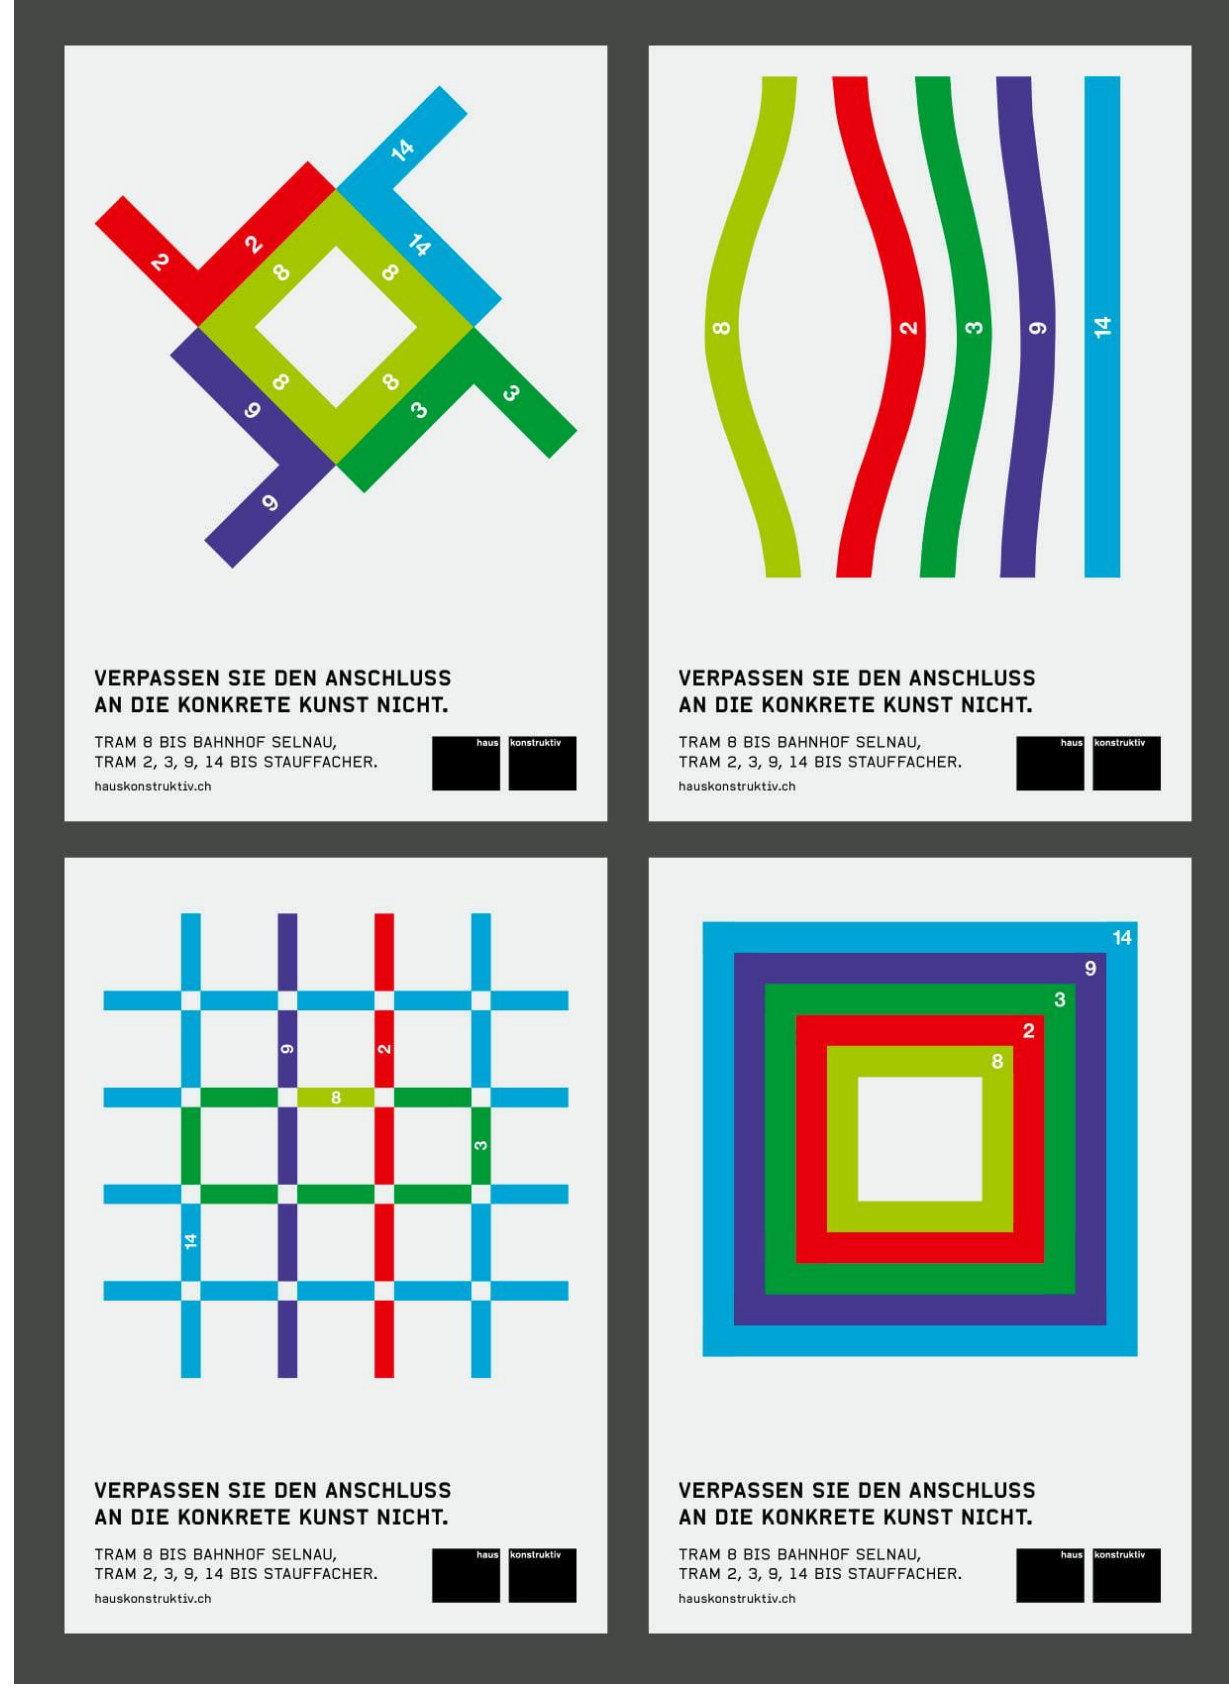 14
2
2
14
8
8
8
8
9
3
3
9
VERPASSEN SIE DEN ANSCHLUSS
AN DIE KONKRETE KUNST NICHT.
TRAM 8 BIS BAHNHOF SELNAU,
TRAM 2, 3, 9, 14 BIS STAUFFACHER.
hauskonstruktiv.ch
haus konstruktiv
8 2 3 9 14
VERPASSEN SIE DEN ANSCHLUSS
AN DIE KONKRETE KUNST NICHT.
TRAM 8 BIS BAHNHOF SELNAU,
TRAM 2, 3, 9, 14 BIS STAUFFACHER.
hauskonstruktiv.ch
haus konstruktiv
9 2
8
3
14
VERPASSEN SIE DEN ANSCHLUSS
AN DIE KONKRETE KUNST NICHT.
TRAM 8 BIS BAHNHOF SELNAU,
TRAM 2, 3, 9, 14 BIS STAUFFACHER.
hauskonstruktiv.ch
haus konstruktiv
14
9
3
2
8
VERPASSEN SIE DEN ANSCHLUSS
AN DIE KONKRETE KUNST NICHT.
TRAM 8 BIS BAHNHOF SELNAU,
TRAM 2, 3, 9, 14 BIS STAUFFACHER.
hauskonstruktiv.ch
haus konstruktiv